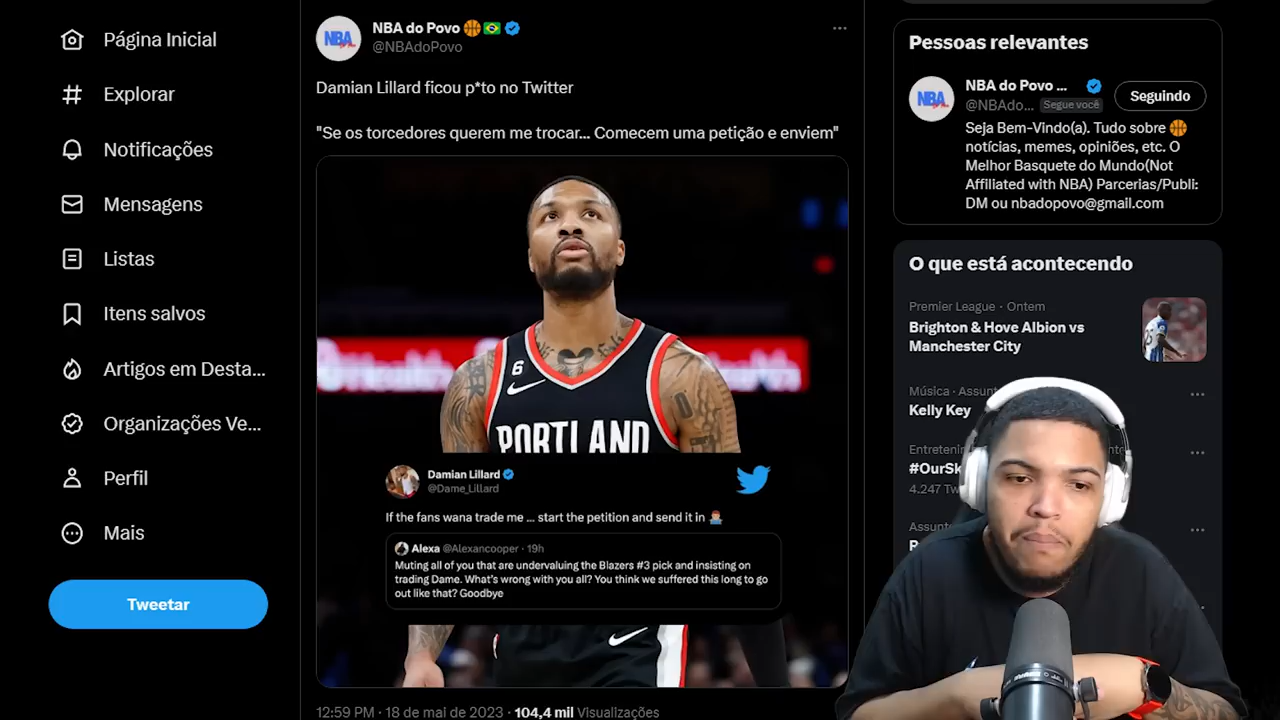 Página Inicial
Explorar
Notificações
Mensagens
Listas
Itens salvos
Artigos em Desta...
Organizações Ve...
Perfil
Mais
Tweetar
NBA
NBA do Povo 🏀🇧🇷
@NBAdoPovo
Damian Lillard ficou p*to no Twitter
"Se os torcedores querem me trocar... Comecem uma petição e enviem"
6
PORTLAND
Damian Lillard
@Dame_Lillard
If the fans wana trade me ... start the petition and send it in 🤷🏽‍♂️
Alexa @Alexancooper · 19h
Muting all of you that are undervaluing the Blazers #3 pick and insisting on
trading Dame. What's wrong with you all? You think we suffered this long to go
out like that? Goodbye
12:59 PM · 18 de mai de 2023 · 104,4 mil Visualizações
Pessoas relevantes
NBA
NBA do Povo ...
@NBAdo... Segue você
Seguindo
Seja Bem-Vindo(a). Tudo sobre 🏀
notícias, memes, opiniões, etc. O
Melhor Basquete do Mundo(Not
Affiliated with NBA) Parcerias/Publi:
DM ou nbadopovo@gmail.com
O que está acontecendo
Premier League · Ontem
Brighton & Hove Albion vs
Manchester City
Música · Assun
Kelly Key
Entreteni
#OurSk
4.247 Tw
Assunt